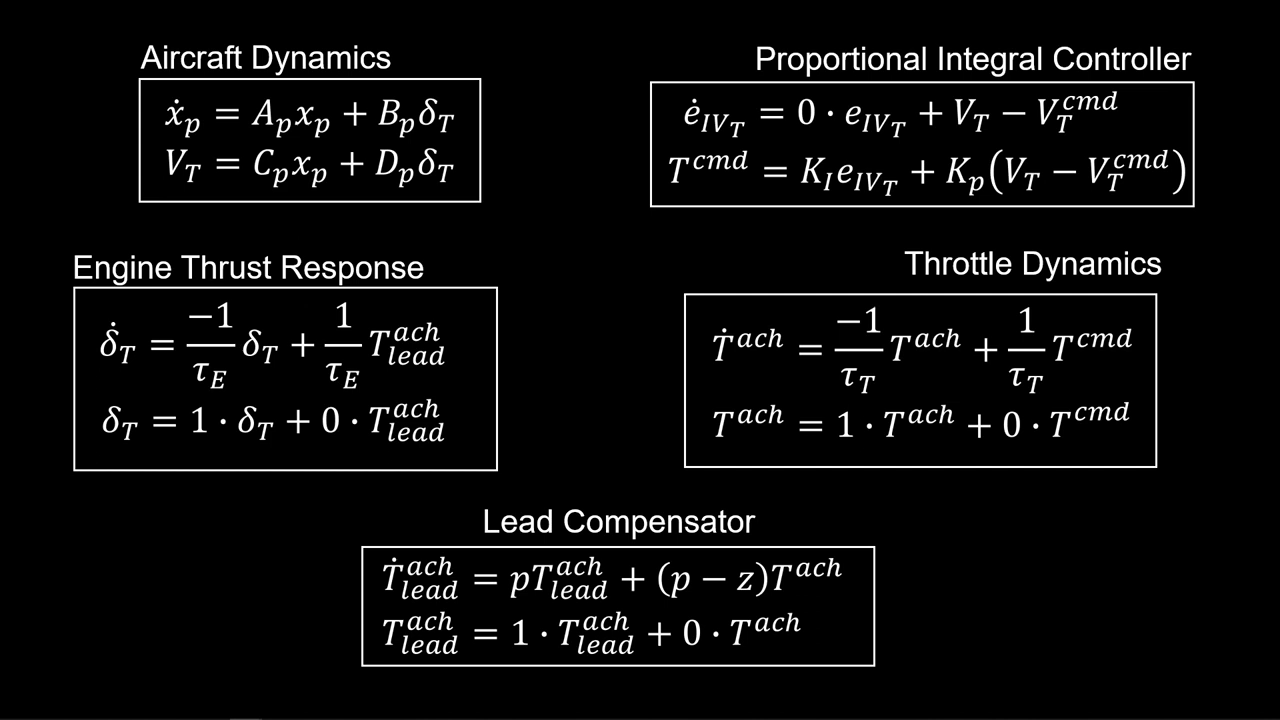 Aircraft Dynamics
ẋ_p = A_p x_p + B_p δ_T
V_T = C_p x_p + D_p δ_T
Proportional Integral Controller
ė_{IV_T} = 0 · e_{IV_T} + V_T − V_T^{cmd}
T^{cmd} = K_I e_{IV_T} + K_p(V_T − V_T^{cmd})
Engine Thrust Response
δ̇_T = \frac{−1}{τ_E} δ_T + \frac{1}{τ_E} T_{lead}^{ach}
δ_T = 1 · δ_T + 0 · T_{lead}^{ach}
Throttle Dynamics
Ṫ^{ach} = \frac{−1}{τ_T} T^{ach} + \frac{1}{τ_T} T^{cmd}
T^{ach} = 1 · T^{ach} + 0 · T^{cmd}
Lead Compensator
Ṫ_{lead}^{ach} = pT_{lead}^{ach} + (p − z)T^{ach}
T_{lead}^{ach} = 1 · T_{lead}^{ach} + 0 · T^{ach}